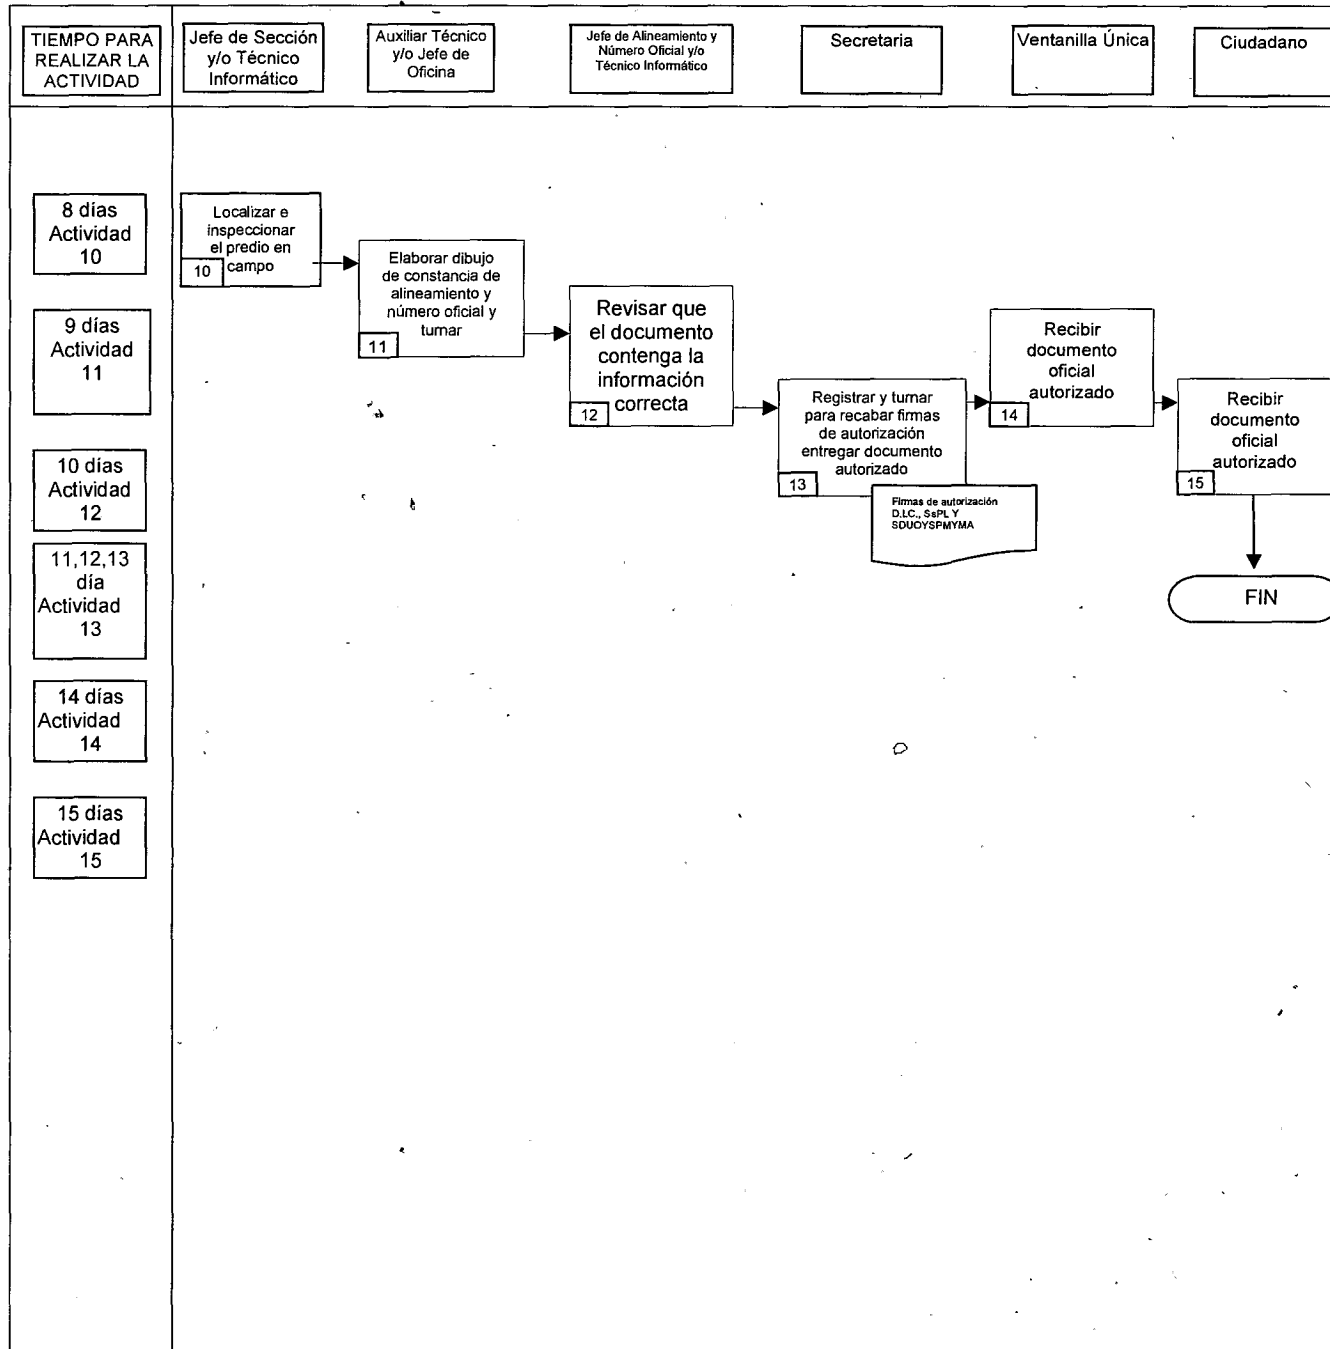 TIEMPO PARA
REALIZAR LA
ACTIVIDAD
Jefe de Sección
y/o Técnico
Informático
Auxiliar Técnico
y/o Jefe de
Oficina
Jefe de Alineamiento y
Número Oficial y/o
Técnico Informático
Secretaria
Ventanilla Única
Ciudadano
8 días
Actividad
10
Localizar e
inspeccionar
el predio en
campo
10
Elaborar dibujo
de constancia de
alineamiento y
número oficial y
turnar
11
9 días
Actividad
11
Revisar que
el documento
contenga la
información
correcta
12
Registrar y turnar
para recabar firmas
de autorización
entregar documento
autorizado
13
Firmas de autorización
D.I.C., SsPL Y
SDUOYSPMYMA
Recibir
documento
oficial
autorizado
14
Recibir
documento
oficial
autorizado
15
FIN
10 días
Actividad
12
11,12,13
día
Actividad
13
14 días
Actividad
14
15 días
Actividad
15